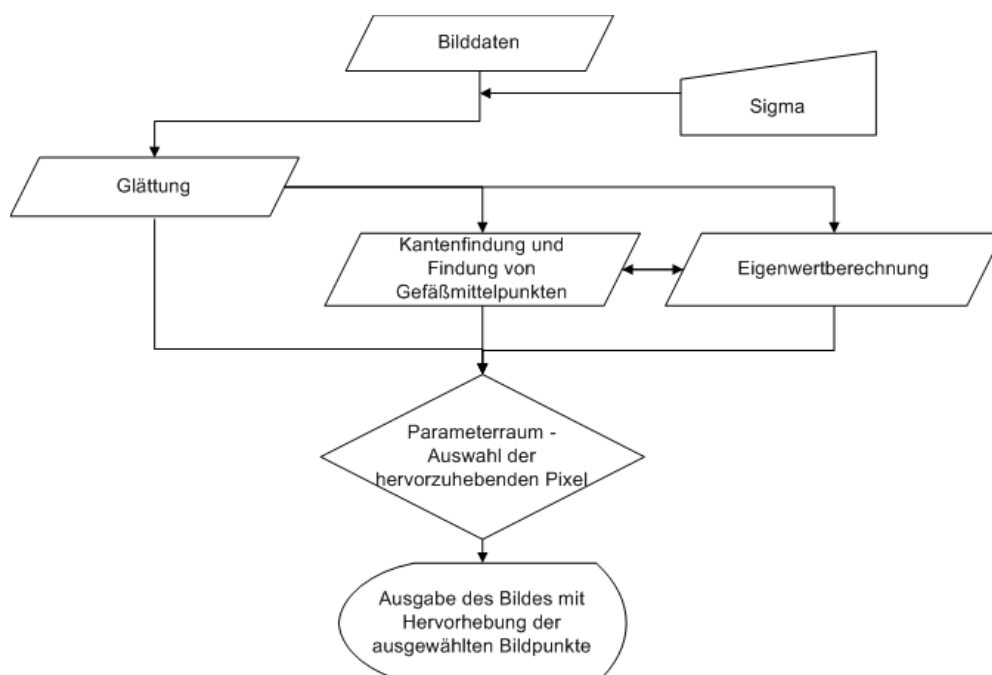 Bilddaten
Sigma
Glättung
Kantenfindung und
Findung von
Gefäßmittelpunkten
Eigenwertberechnung
Parameterraum -
Auswahl der
hervorzuhebenden Pixel
Ausgabe des Bildes mit
Hervorhebung der
ausgewählten Bildpunkte